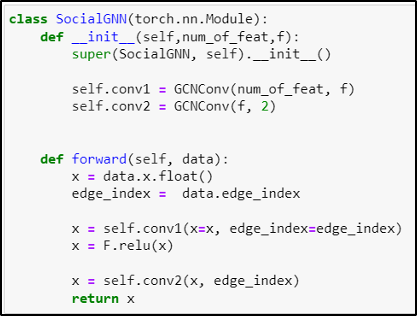 class SocialGNN(torch.nn.Module):
    def __init__(self,num_of_feat,f):
        super(SocialGNN, self).__init__()
        self.conv1 = GCNConv(num_of_feat, f)
        self.conv2 = GCNConv(f, 2)
    def forward(self, data):
        x = data.x.float()
        edge_index =  data.edge_index
        x = self.conv1(x=x, edge_index=edge_index)
        x = F.relu(x)
        x = self.conv2(x, edge_index)
        return x